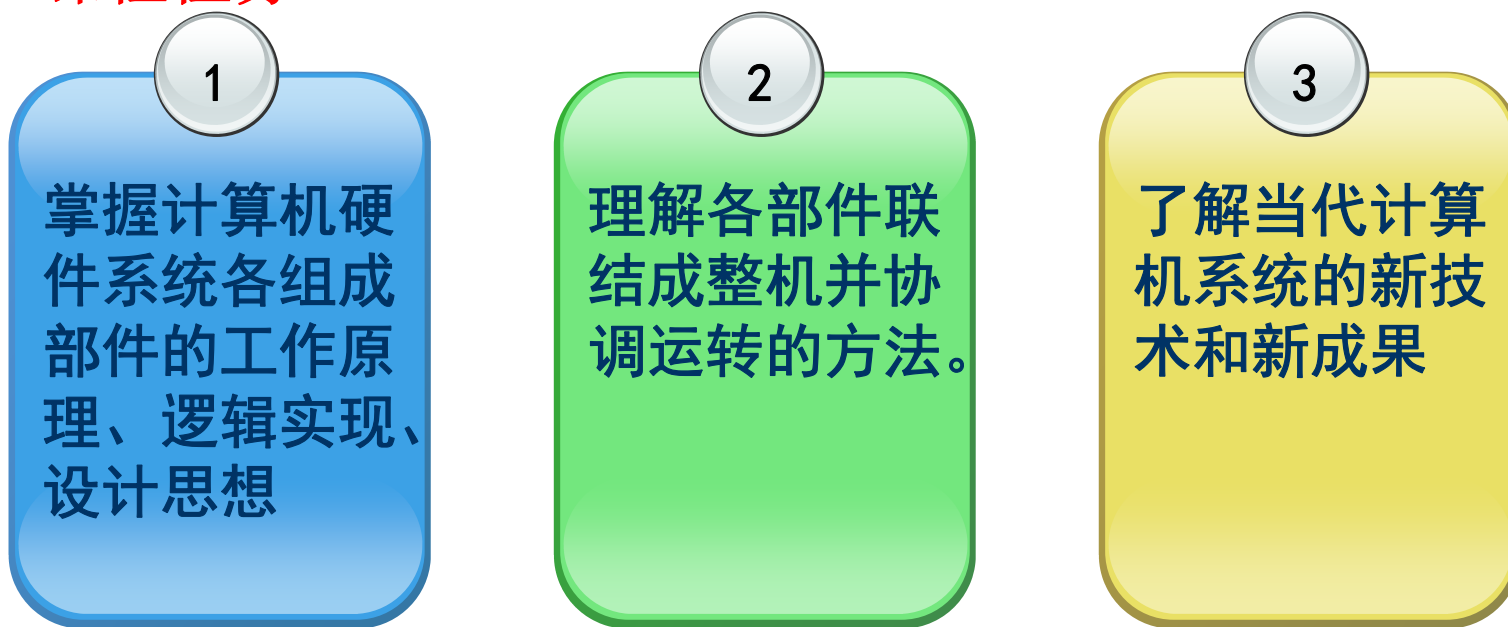 1
掌握计算机硬
件系统各组成
部件的工作原
理、逻辑实现、
设计思想
2
理解各部件联
结成整机并协
调运转的方法。
3
了解当代计算
机系统的新技
术和新成果